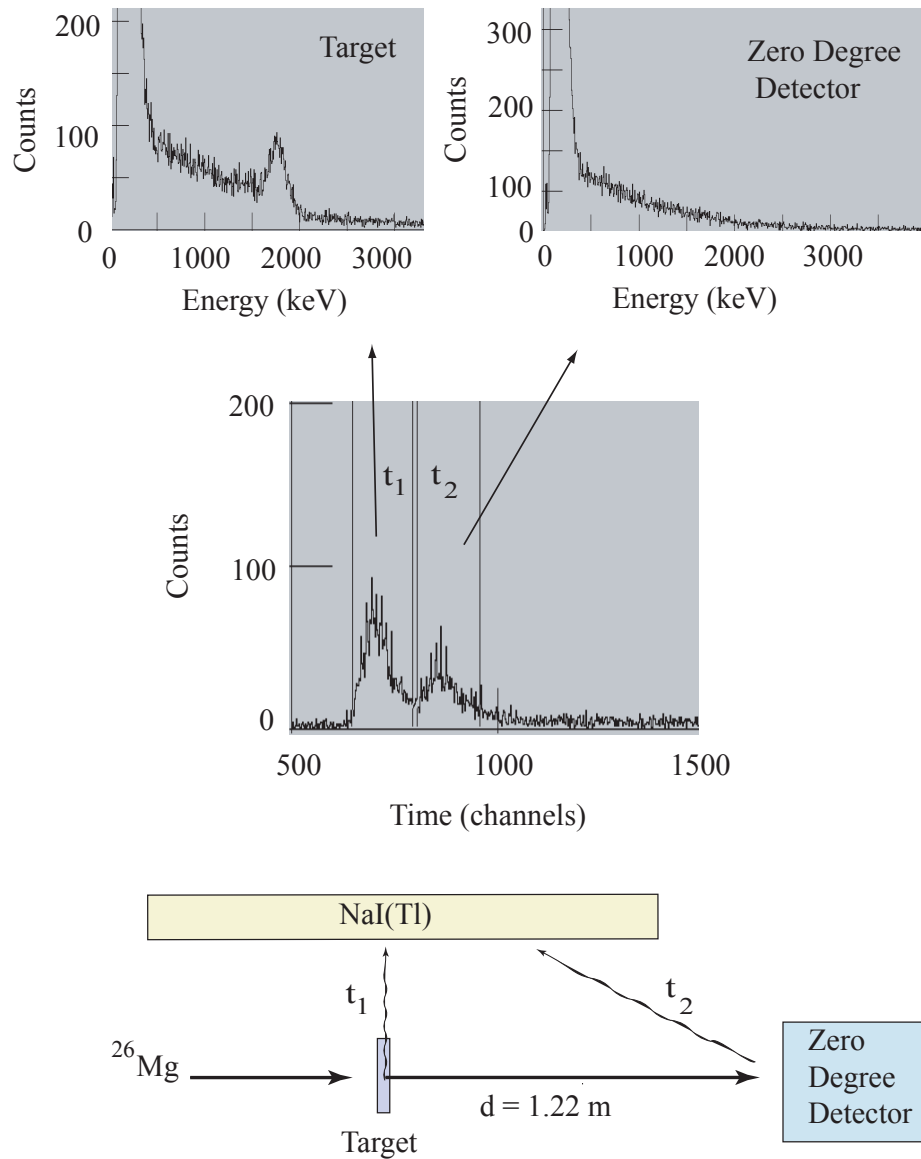 200
100
0
Counts
Target
0 1000 2000 3000
Energy (keV)
300
200
100
0
Counts
Zero Degree
Detector
0 1000 2000 3000
Energy (keV)
200
100
0
Counts
t1
t2
500 1000 1500
Time (channels)
NaI(Tl)
t1
t2
26Mg
d = 1.22 m
Target
Zero
Degree
Detector